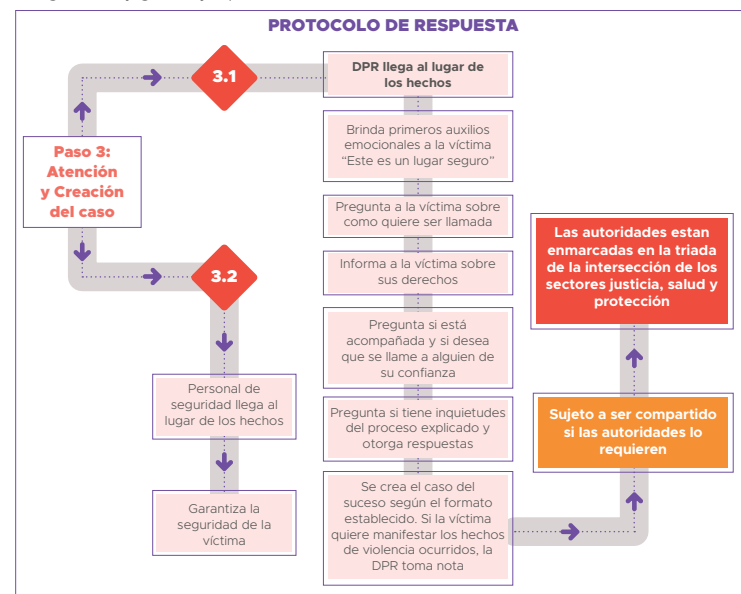 PROTOCOLO DE RESPUESTA
Paso 3:
Atención
y Creación
del caso
3.1
DPR llega al lugar de
los hechos
Brinda primeros auxilios
emocionales a la víctima
“Este es un lugar seguro”
Pregunta a la víctima sobre
como quiere ser llamada
Informa a la víctima sobre
sus derechos
Pregunta si está
acompañada y si desea
que se llame a alguien de
su confianza
Pregunta si tiene inquietudes
del proceso explicado y
otorga respuestas
Se crea el caso del
suceso según el formato
establecido. Si la víctima
quiere manifestar los hechos
de violencia ocurridos, la
DPR toma nota
Sujeto a ser compartido
si las autoridades lo
requieren
Las autoridades estan
enmarcadas en la triada
de la intersección de los
sectores justicia, salud y
protección
3.2
Personal de
seguridad llega al
lugar de los hechos
Garantiza la
seguridad de la
víctima